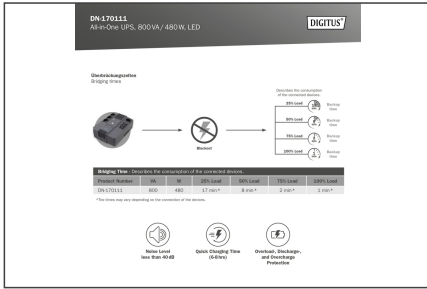 DN-170111
All-in-One UPS, 800 VA / 480 W, LED
DIGITUS®
Überbrückungszeiten
Bridging times
Describes the consumption
of the connected devices.
25% Load
Backup
time
50% Load
Backup
time
75% Load
Backup
time
100% Load
Backup
time
Blackout
Bridging Time - Describes the consumption of the connected devices.
Product Number VA W 25% Load 50% Load 75% Load 100% Load
DN-170111 800 480 17 min* 8 min* 2 min* 1 min*
*The times may vary depending on the connection of the devices.
Noise Level
less than 40 dB
Quick Charging Time
(6-8 hrs)
Overload-, Discharge-,
and Overcharge
Protection